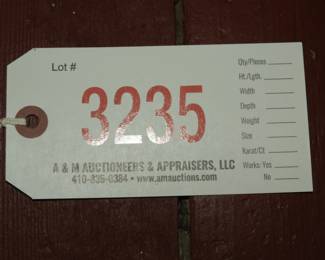 Lot #
3235
A & M AUCTIONEERS & APPRAISERS, LLC
410-835-0384 • www.amauctions.com
Qty/Pieces
Ht./Lgth.
Width
Depth
Weight
Size
Karat/Ct
Works: Yes
No